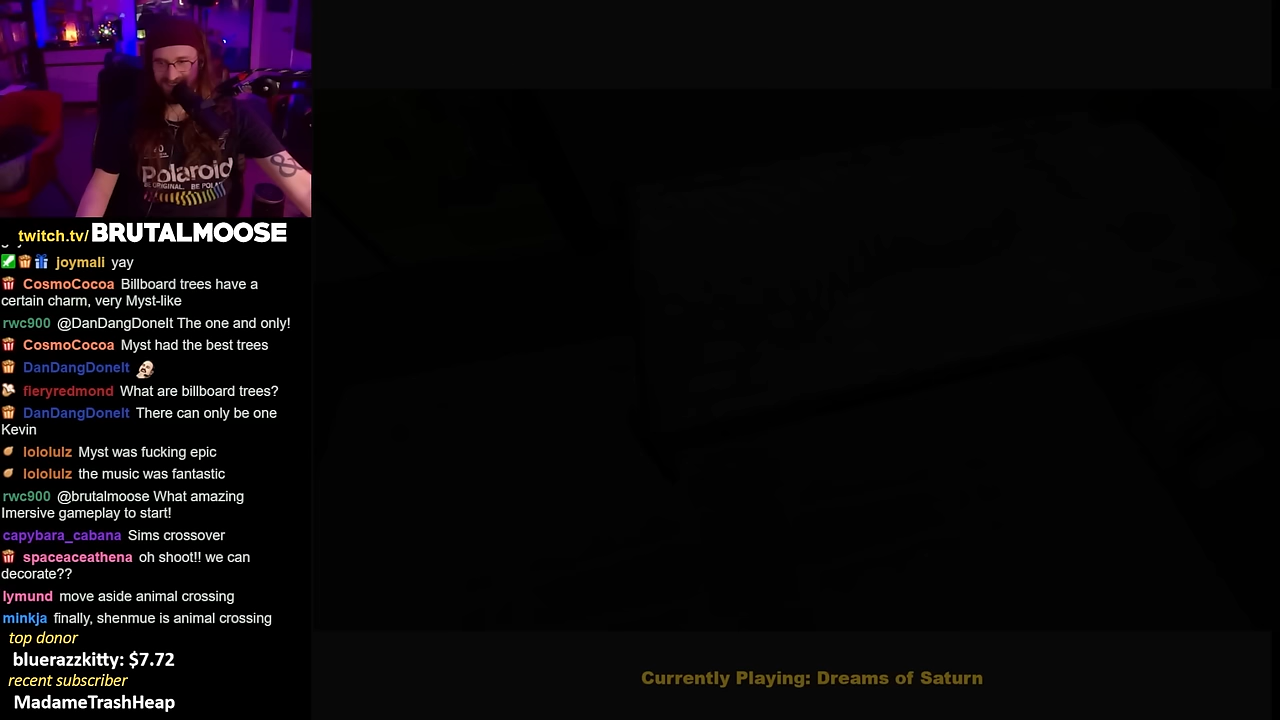 Polaroid
BE ORIGINAL. BE POLA
&
twitch.tv/BRUTALMOOSE
joymali yay
CosmoCocoa Billboard trees have a
certain charm, very Myst-like
rwc900 @DanDangDoneIt The one and only!
CosmoCocoa Myst had the best trees
DanDangDoneIt
fieryredmond What are billboard trees?
DanDangDoneIt There can only be one
Kevin
lololulz Myst was fucking epic
lololulz the music was fantastic
rwc900 @brutalmoose What amazing
Imersive gameplay to start!
capybara_cabana Sims crossover
spaceaceathena oh shoot!! we can
decorate??
lymund move aside animal crossing
minkja finally, shenmue is animal crossing
top donor
bluerazzkitty: $7.72
recent subscriber
MadameTrashHeap
Currently Playing: Dreams of Saturn